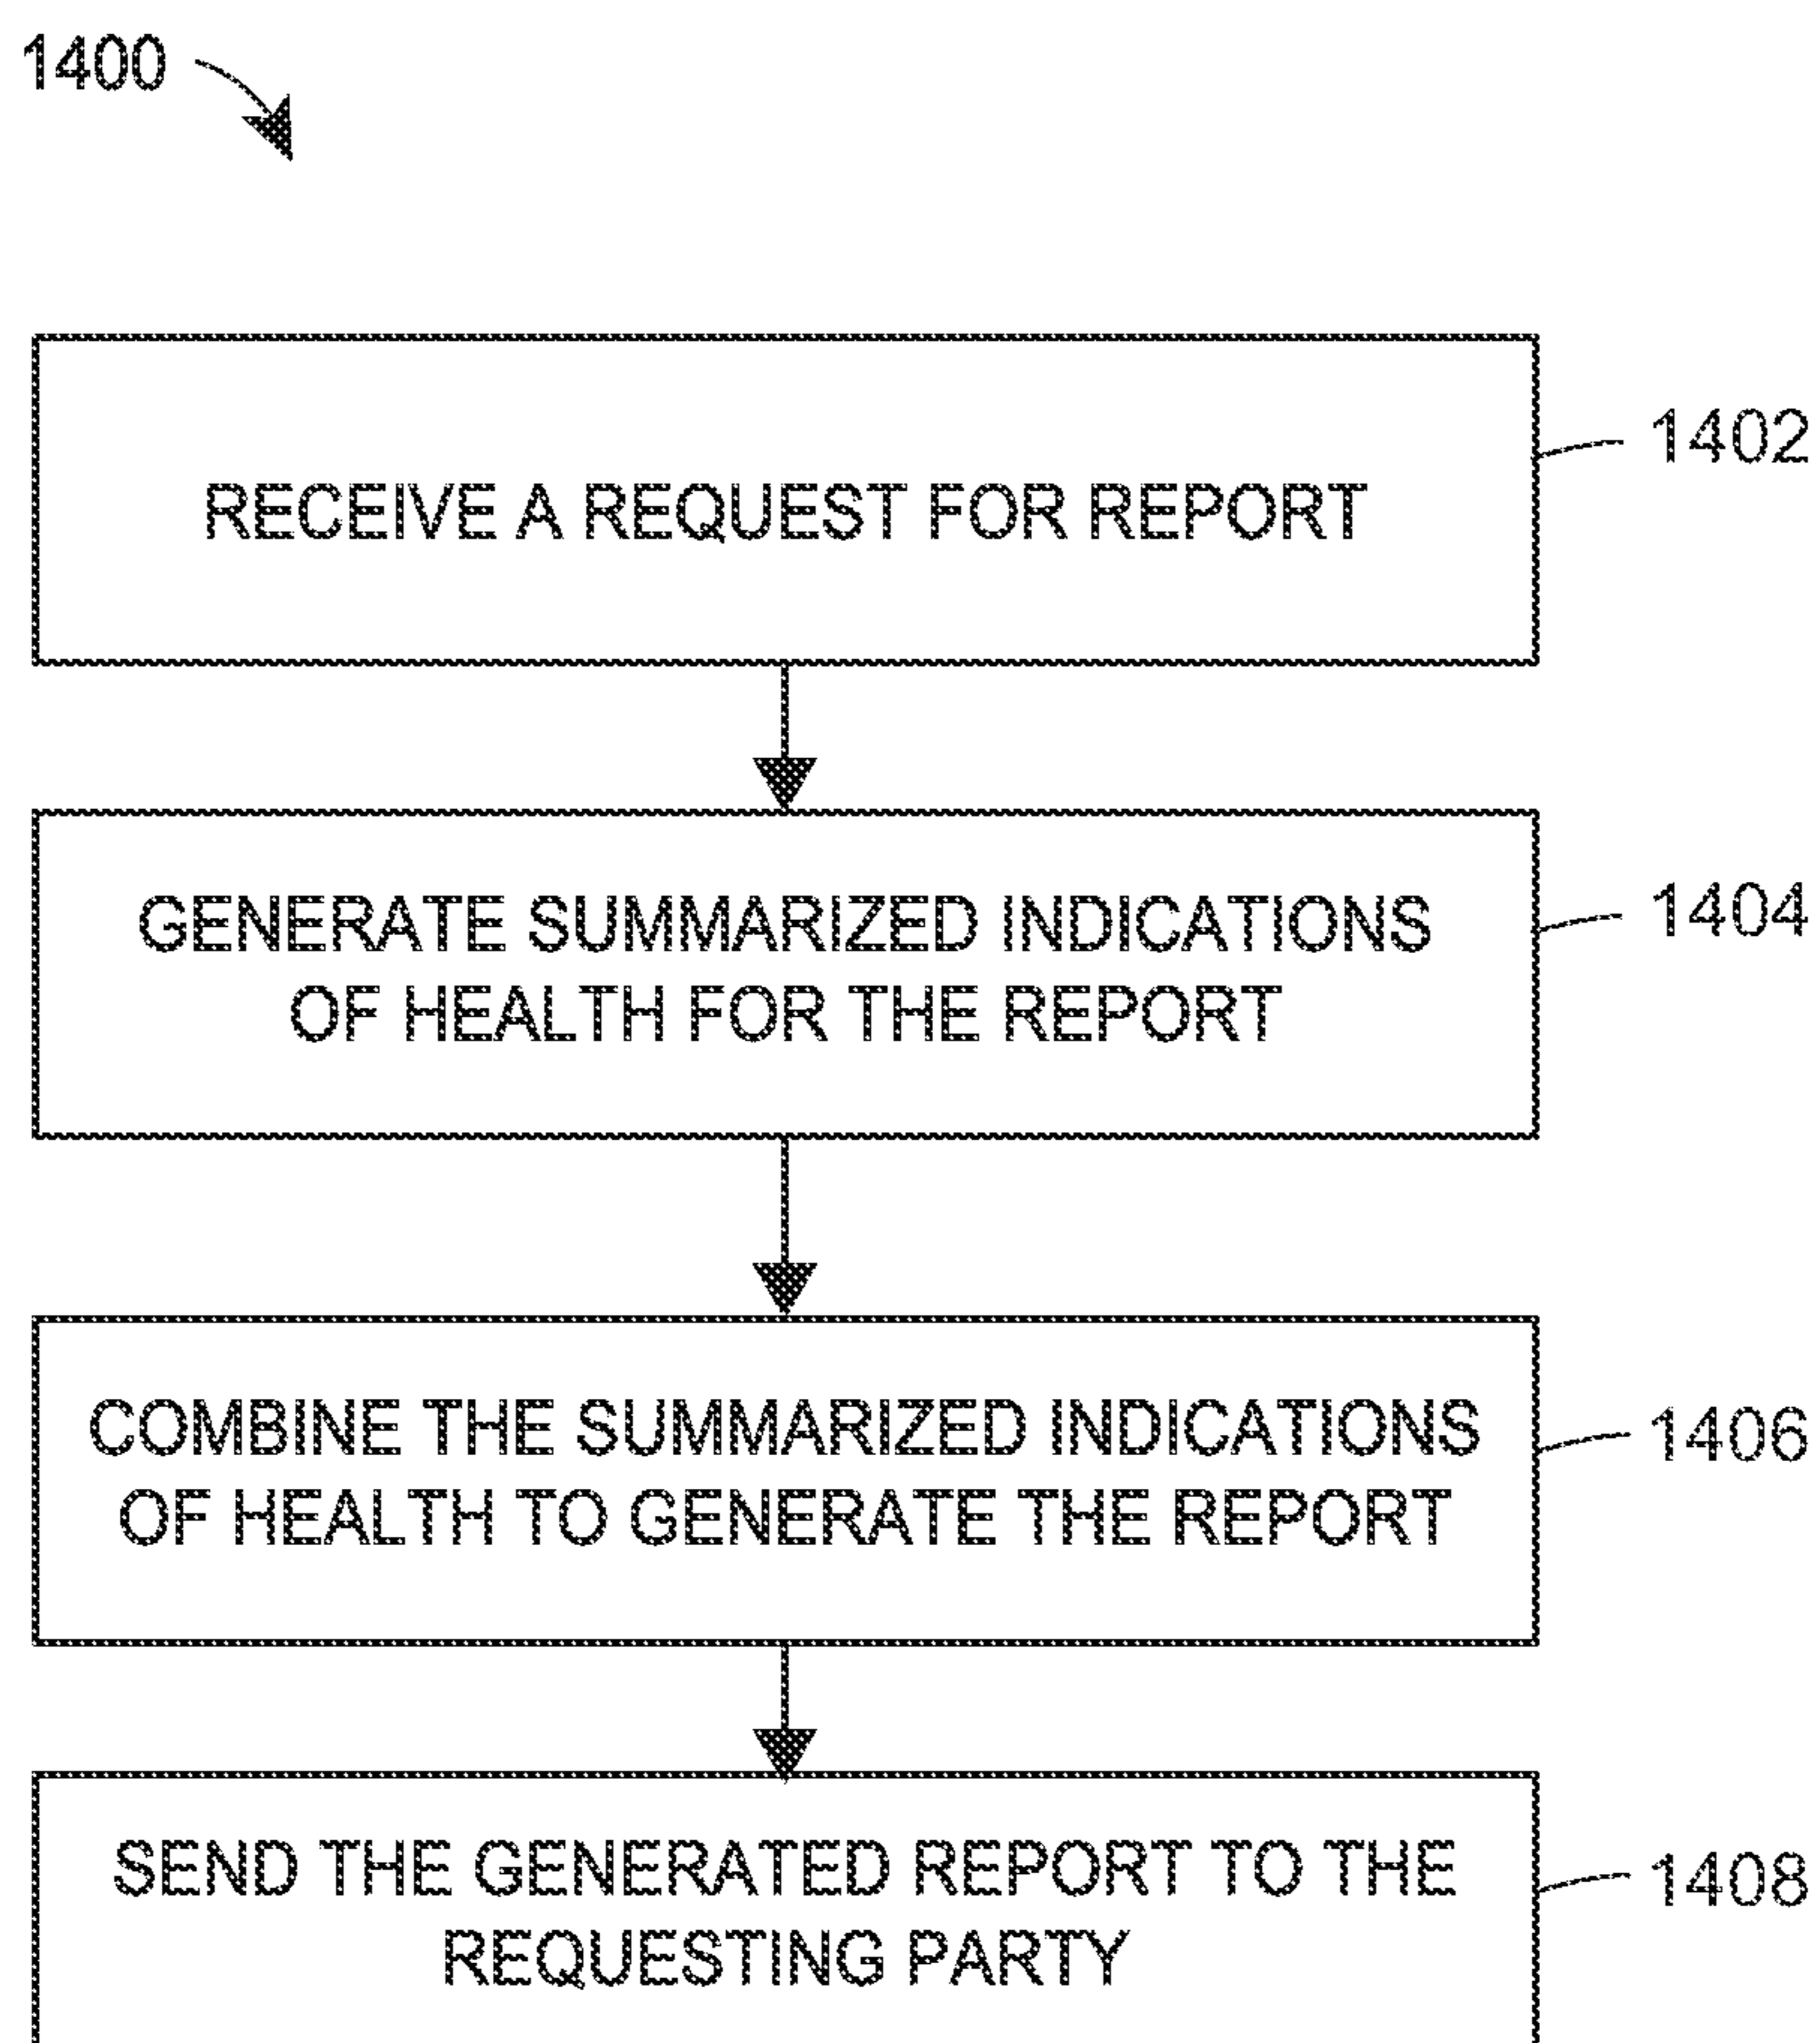 1400
RECEIVE A REQUEST FOR REPORT
1402
GENERATE SUMMARIZED INDICATIONS
OF HEALTH FOR THE REPORT
1404
COMBINE THE SUMMARIZED INDICATIONS
OF HEALTH TO GENERATE THE REPORT
1406
SEND THE GENERATED REPORT TO THE
REQUESTING PARTY
1408